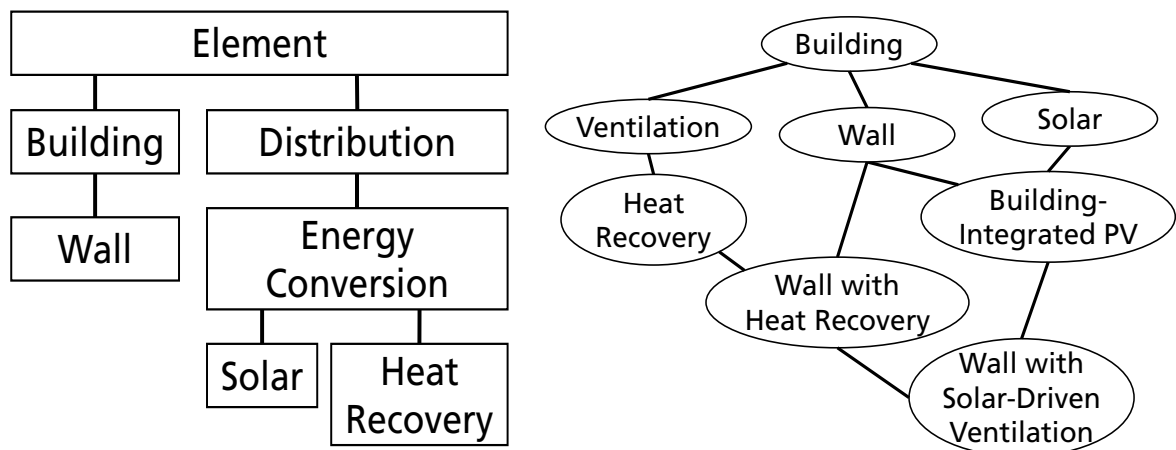 Element
Building
Distribution
Wall
Energy
Conversion
Solar
Heat
Recovery
Building
Ventilation
Wall
Solar
Heat
Recovery
Building-
Integrated PV
Wall with
Heat Recovery
Wall with
Solar-Driven
Ventilation